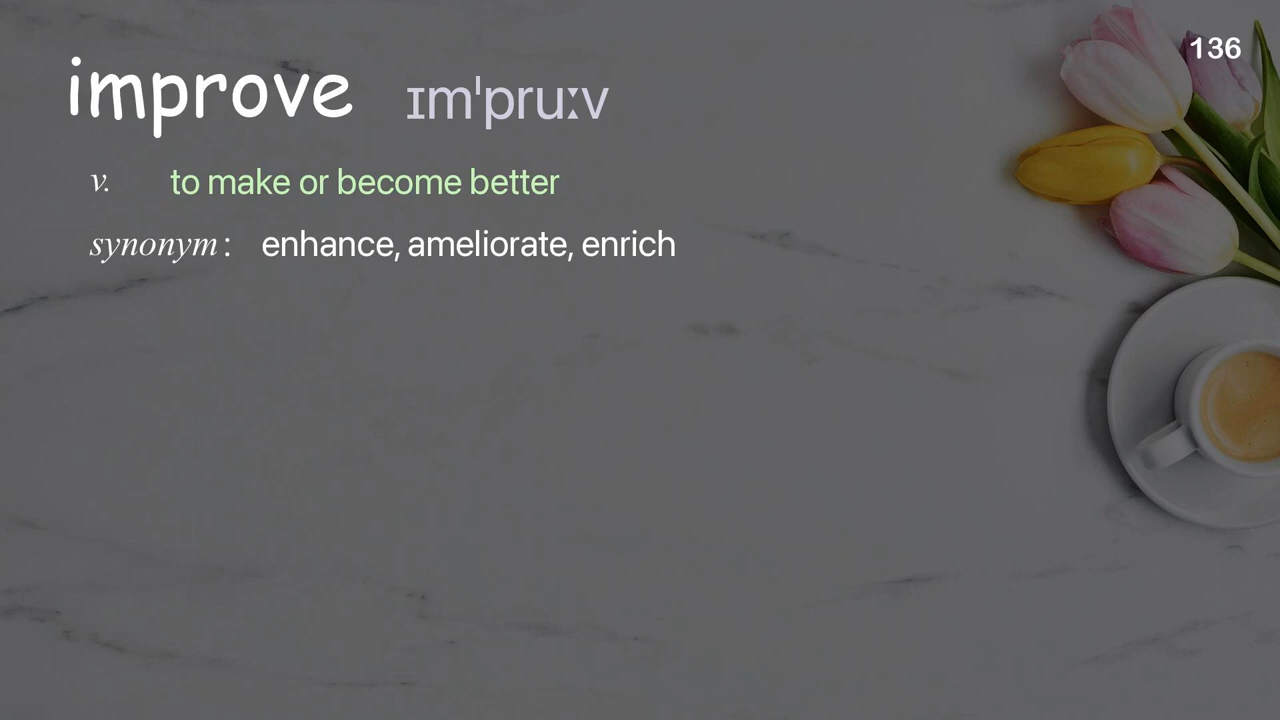 136
improve ɪmˈpruːv
v. to make or become better
synonym : enhance, ameliorate, enrich